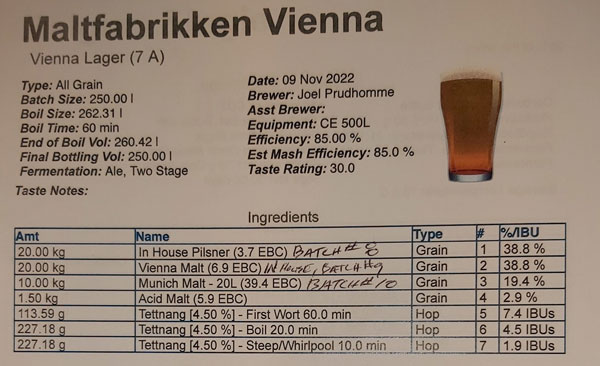 Maltfabrikken Vienna
Vienna Lager (7 A)
Type: All Grain
Batch Size: 250.00 l
Boil Size: 262.31 l
Boil Time: 60 min
End of Boil Vol: 260.42 l
Final Bottling Vol: 250.00 l
Fermentation: Ale, Two Stage
Taste Notes:
Date: 09 Nov 2022
Brewer: Joel Prudhomme
Asst Brewer:
Equipment: CE 500L
Efficiency: 85.00 %
Est Mash Efficiency: 85.0 %
Taste Rating: 30.0
Ingredients
Amt Name Type # %/IBU
20.00 kg In House Pilsner (3.7 EBC) BATCH # 8 Grain 1 38.8 %
20.00 kg Vienna Malt (6.9 EBC) IN HOUSE, BATCH #9 Grain 2 38.8 %
10.00 kg Munich Malt - 20L (39.4 EBC) BATCH # 10 Grain 3 19.4 %
1.50 kg Acid Malt (5.9 EBC) Grain 4 2.9 %
113.59 g Tettnang [4.50 %] - First Wort 60.0 min Hop 5 7.4 IBUs
227.18 g Tettnang [4.50 %] - Boil 20.0 min Hop 6 4.5 IBUs
227.18 g Tettnang [4.50 %] - Steep/Whirlpool 10.0 min Hop 7 1.9 IBUs